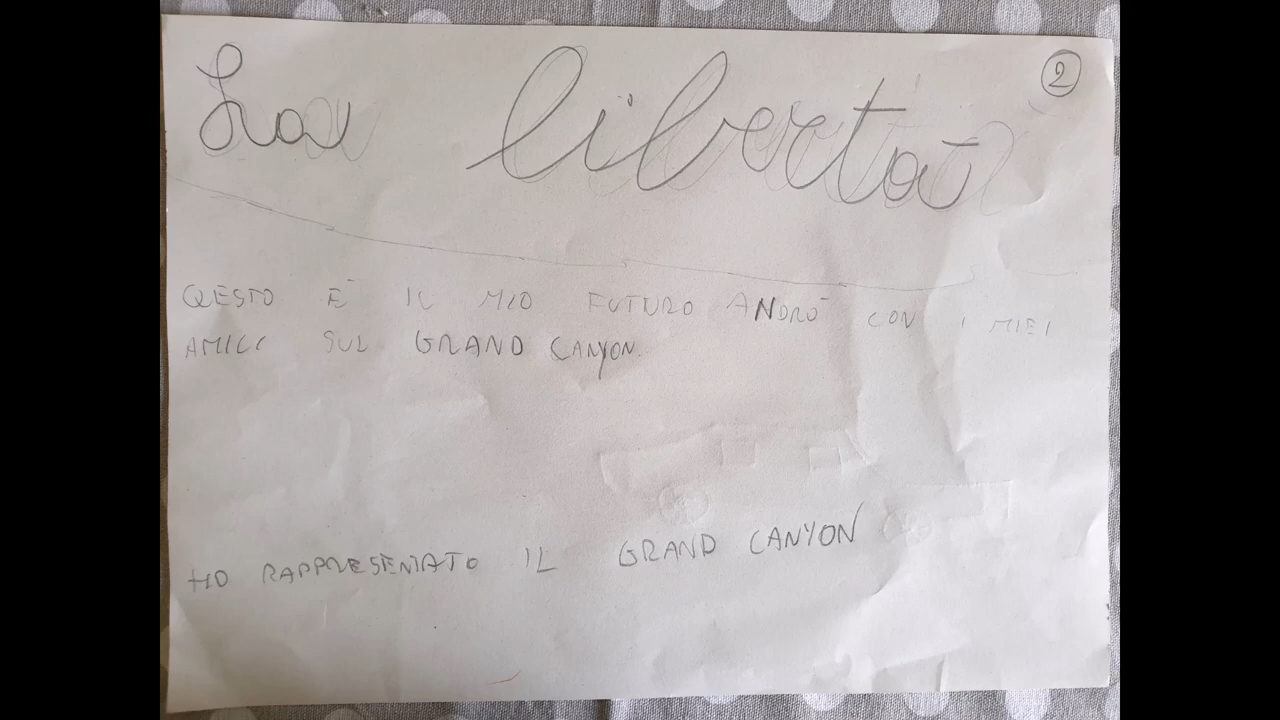 La libertà
2
QUESTO È IL MIO FUTURO ANDRÒ CON I MIEI
AMICI SUL GRAND CANYON.
HO RAPPRESENTATO IL GRAND CANYON